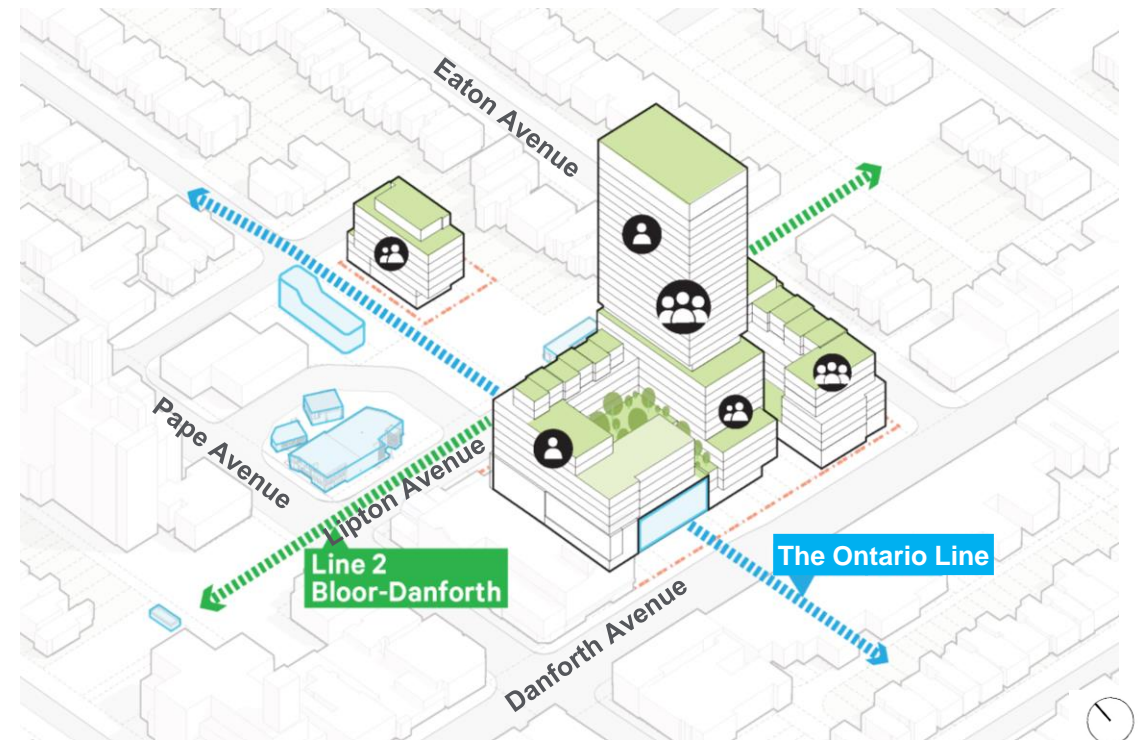 Eaton Avenue
Pape Avenue
Lipton Avenue
Line 2
Bloor-Danforth
The Ontario Line
Danforth Avenue